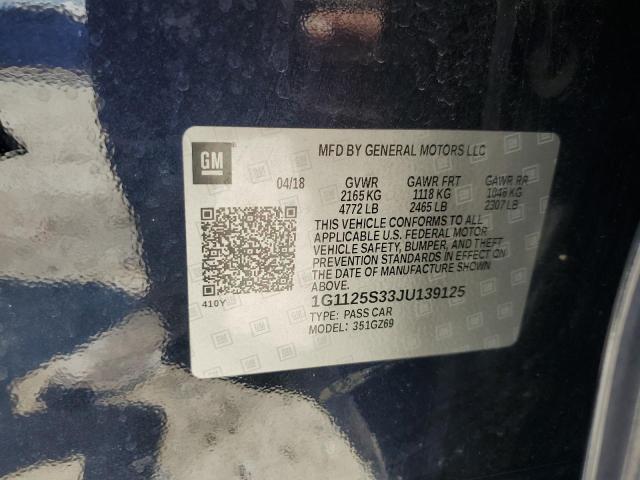 GM
MFD BY GENERAL MOTORS LLC
04/18 GVWR GAWR FRT GAWR RR
2165 KG 1118 KG 1046 KG
4772 LB 2465 LB 2307 LB
THIS VEHICLE CONFORMS TO ALL
APPLICABLE U.S. FEDERAL MOTOR
VEHICLE SAFETY, BUMPER, AND THEFT
PREVENTION STANDARDS IN EFFECT ON
THE DATE OF MANUFACTURE SHOWN
ABOVE.
410Y
1G1125S33JU139125
TYPE: PASS CAR
MODEL: 351GZ69